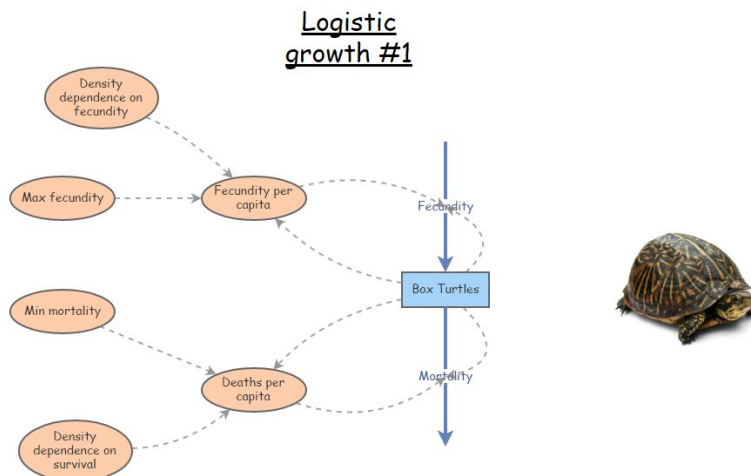 Logistic
growth #1
Density
dependence on
fecundity
Max fecundity
Fecundity per
capita
Fecundity
Box Turtles
Min mortality
Deaths per
capita
Mortality
Density
dependence on
survival